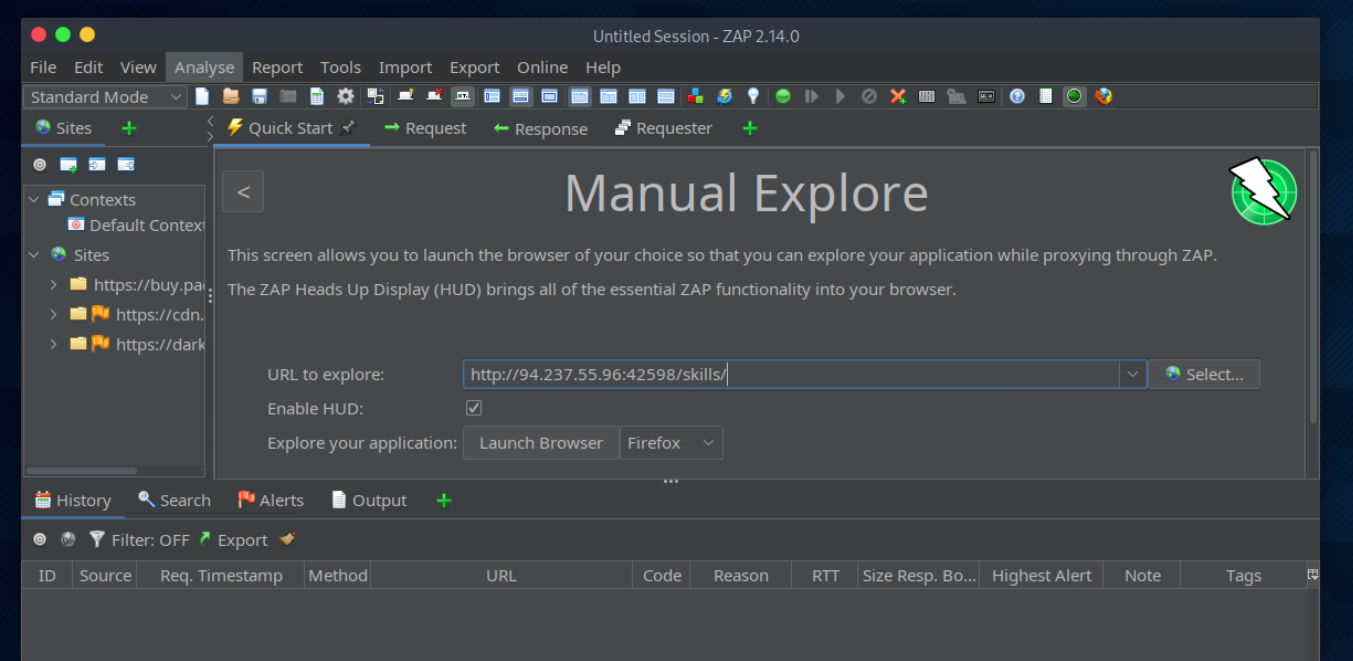 Untitled Session - ZAP 2.14.0
File Edit View Analyse Report Tools Import Export Online Help
Standard Mode
Sites
Quick Start Request Response Requester
Manual Explore
<
Contexts
Default Context
Sites
https://buy.pa
https://cdn.
https://dark
This screen allows you to launch the browser of your choice so that you can explore your application while proxying through ZAP.
The ZAP Heads Up Display (HUD) brings all of the essential ZAP functionality into your browser.
URL to explore: http://94.237.55.96:42598/skills/ Select...
Enable HUD:
Explore your application: Launch Browser Firefox
History Search Alerts Output
Filter: OFF Export
ID Source Req. Timestamp Method URL Code Reason RTT Size Resp. Bo... Highest Alert Note Tags